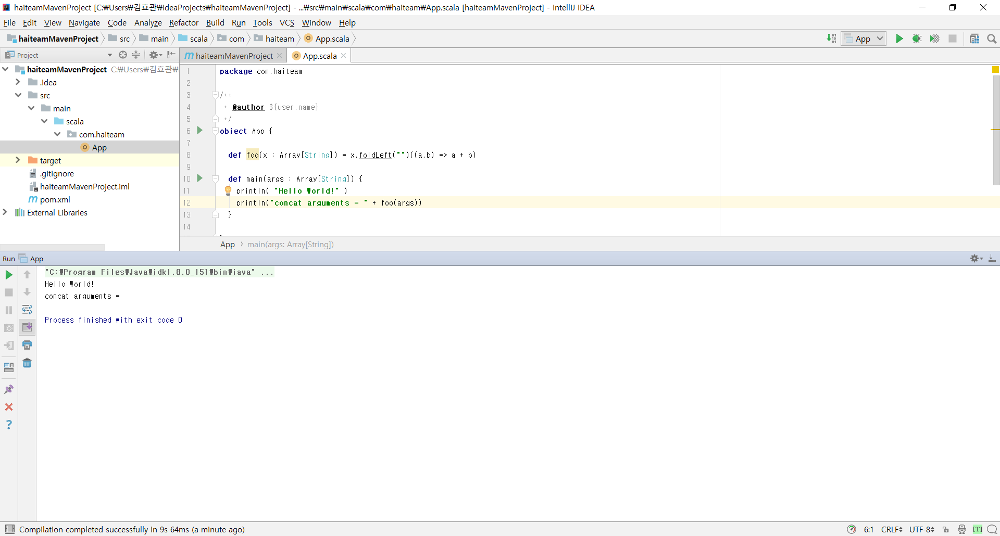 haiteamMavenProject [C:₩Users₩김효관₩IdeaProjects₩haiteamMavenProject] - ...₩src₩main₩scala₩com₩haiteam₩App.scala [haiteamMavenProject] - IntelliJ IDEA
File Edit View Navigate Code Analyze Refactor Build Run Tools VCS Window Help
haiteamMavenProject src main scala com haiteam App.scala
App
Project
haiteamMavenProject App.scala
haiteamMavenProject C:₩Users₩김효관₩
.idea
src
main
scala
com.haiteam
App
target
.gitignore
haiteamMavenProject.iml
m pom.xml
External Libraries
1 package com.haiteam
2
3 /**
4 * @author ${user.name}
5 */
6 object App {
7
8 def foo(x : Array[String]) = x.foldLeft("")((a,b) => a + b)
9
10 def main(args : Array[String]) {
11 println( "Hello World!" )
12 println("concat arguments = " + foo(args))
13 }
14
App › main(args: Array[String])
Run App
"C:₩Program Files₩Java₩jdk1.8.0_151₩bin₩java" ...
Hello World!
concat arguments =
Process finished with exit code 0
Compilation completed successfully in 9s 64ms (a minute ago)
6:1 CRLF UTF-8 [T]